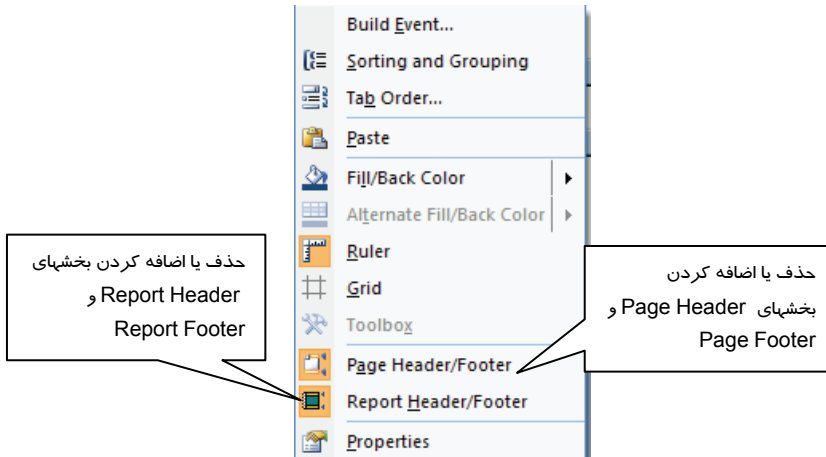 Build Event...
Sorting and Grouping
Tab Order...
Paste
Fill/Back Color
Alternate Fill/Back Color
Ruler
Grid
Toolbox
Page Header/Footer
Report Header/Footer
Properties
حذف یا اضافه کردن بخشهای
Report Header و
Report Footer
حذف یا اضافه کردن
بخشهای Page Header و
Page Footer